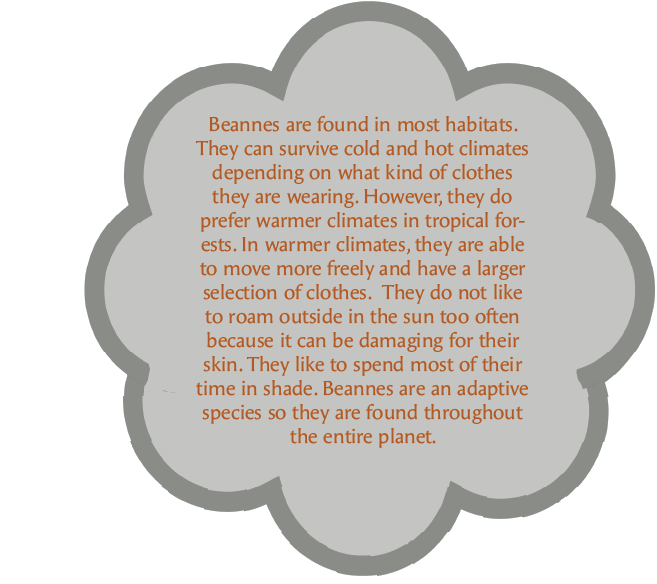 Beannes are found in most habitats.
They can survive cold and hot climates
depending on what kind of clothes
they are wearing. However, they do
prefer warmer climates in tropical for-
ests. In warmer climates, they are able
to move more freely and have a larger
selection of clothes.  They do not like
to roam outside in the sun too often
because it can be damaging for their
skin. They like to spend most of their
time in shade. Beannes are an adaptive
species so they are found throughout
the entire planet.